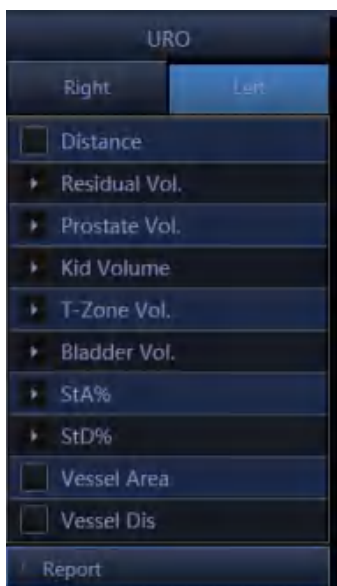 URO
Right Left
Distance
Residual Vol.
Prostate Vol.
Kid Volume
T-Zone Vol.
Bladder Vol.
StA%
StD%
Vessel Area
Vessel Dis
Report